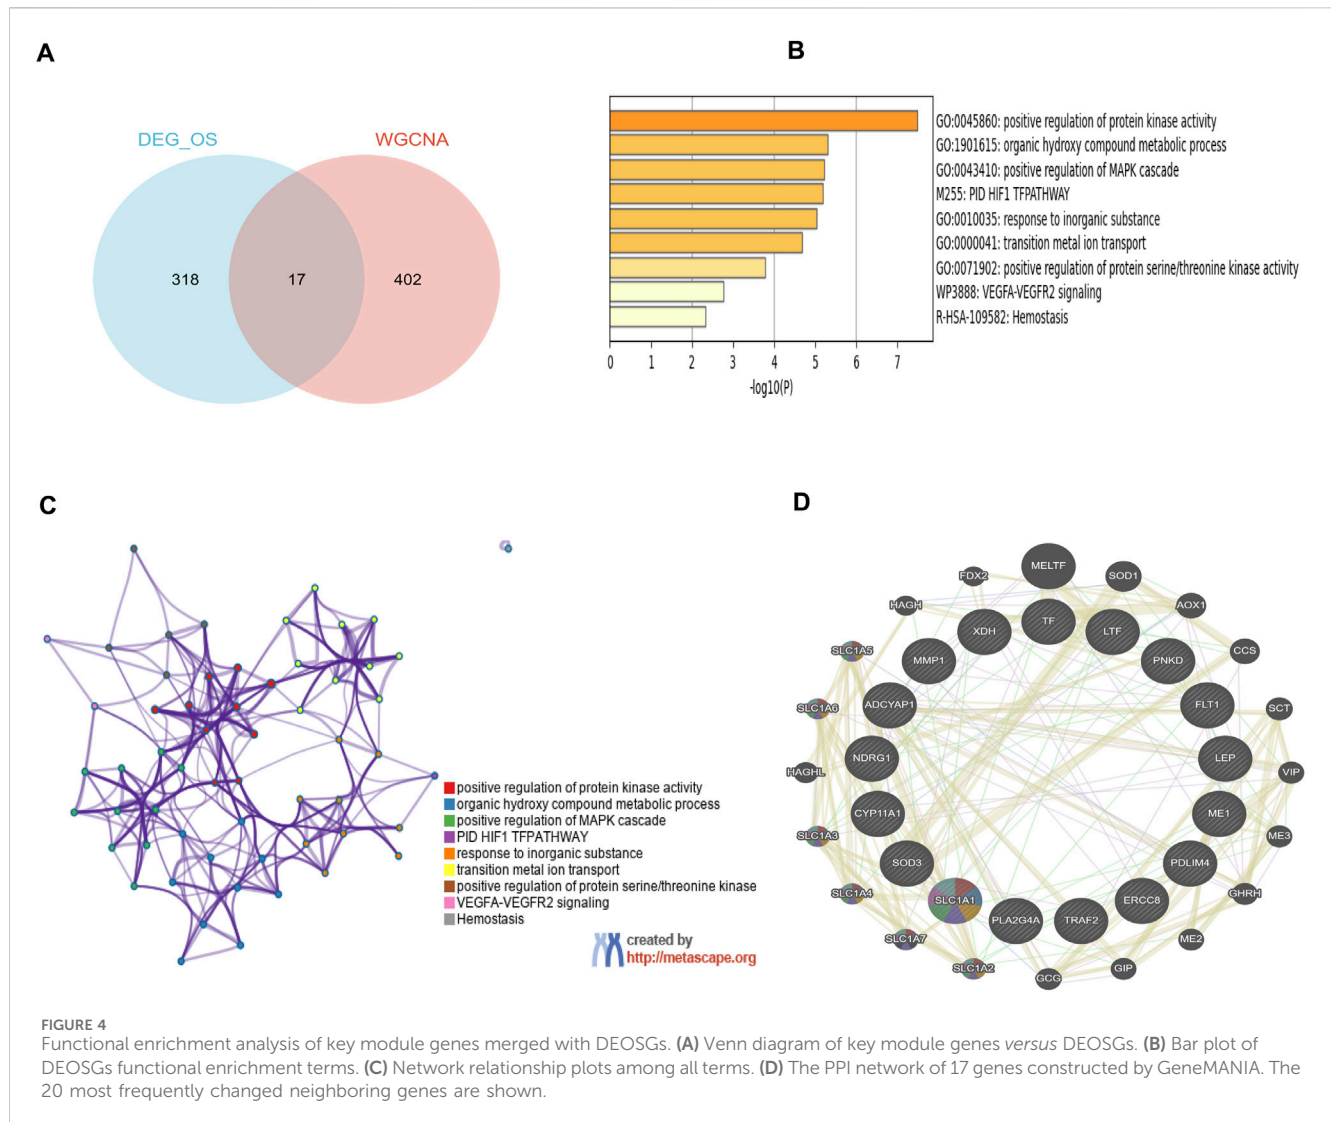 A
B
DEG_OS
WGCNA
318
17
402
GO:0045860: positive regulation of protein kinase activity
GO:1901615: organic hydroxy compound metabolic process
GO:0043410: positive regulation of MAPK cascade
M255: PID HIF1 TFPATHWAY
GO:0010035: response to inorganic substance
GO:0000041: transition metal ion transport
GO:0071902: positive regulation of protein serine/threonine kinase activity
WP3888: VEGFA-VEGFR2 signaling
R-HSA-109582: Hemostasis
0 1 2 3 4 5 6 7
-log10(P)
C
positive regulation of protein kinase activity
organic hydroxy compound metabolic process
positive regulation of MAPK cascade
PID HIF1 TFPATHWAY
response to inorganic substance
transition metal ion transport
positive regulation of protein serine/threonine kinase
VEGFA-VEGFR2 signaling
Hemostasis
created by
http://metascape.org
D
MELTF
FDX2
SOD1
HAGH
AOX1
TF
XDH
LTF
SLC1A5
MMP1
PNKD
CCS
SLC1A6
ADCYAP1
FLT1
SCT
HAGHL
NDRG1
LEP
VIP
CYP11A1
ME1
SLC1A3
ME3
SOD3
PDLIM4
SLC1A4
SLC1A1
ERCC8
GHRH
PLA2G4A
TRAF2
SLC1A7
ME2
SLC1A2
GCG
GIP
FIGURE 4
Functional enrichment analysis of key module genes merged with DEOSGs. (A) Venn diagram of key module genes versus DEOSGs. (B) Bar plot of
DEOSGs functional enrichment terms. (C) Network relationship plots among all terms. (D) The PPI network of 17 genes constructed by GeneMANIA. The
20 most frequently changed neighboring genes are shown.